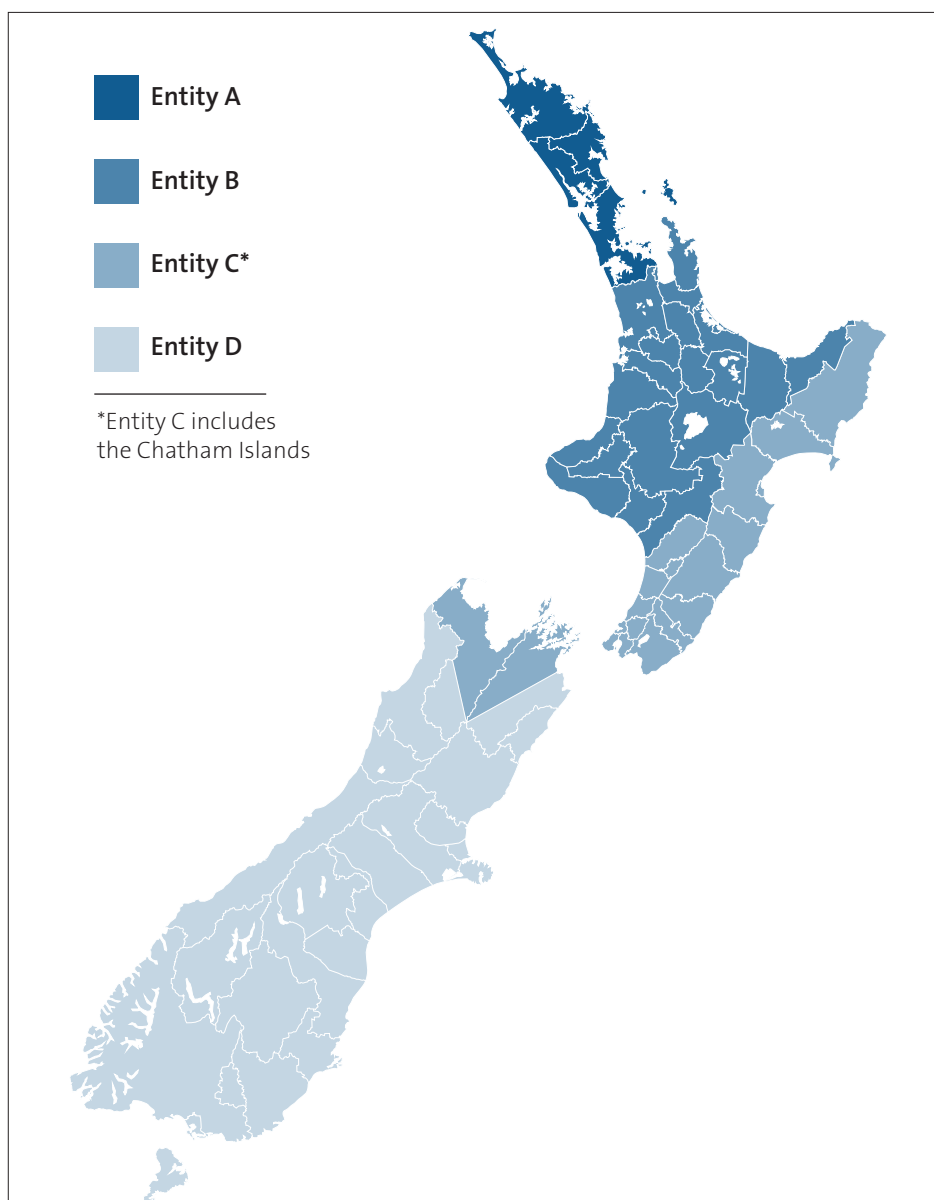 Entity A
Entity B
Entity C*
Entity D
*Entity C includes
the Chatham Islands